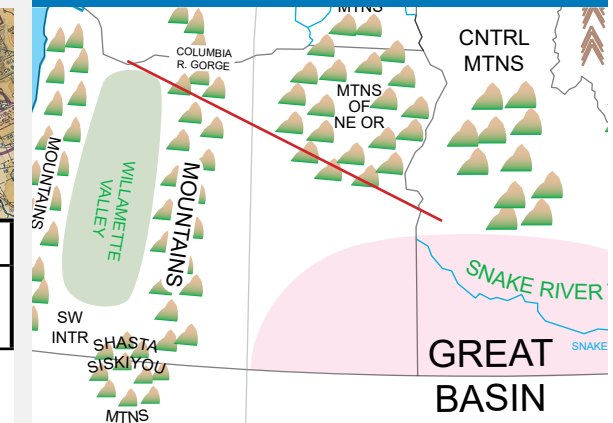 MTNS
COLUMBIA
R. GORGE
CNTRL
MTNS
MTNS
OF
NE OR
MOUNTAINS
WILLAMETTE
VALLEY
MOUNTAINS
SNAKE RIVER
SW
INTR
SHASTA
SISKIYOU
MTNS
SNAKE
GREAT
BASIN